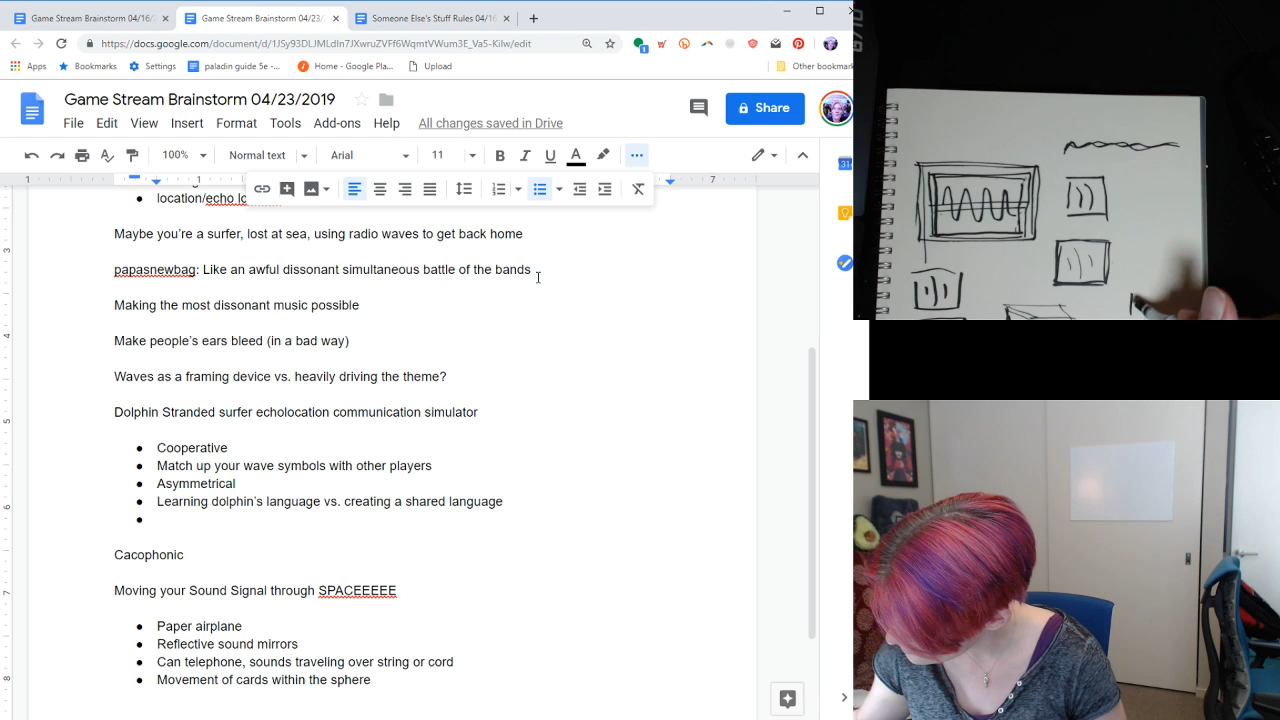 Game Stream Brainstorm 04/16/
Game Stream Brainstorm 04/23/
Someone Else's Stuff Rules 04/16
https://docs.google.com/document/d/1JSy93DLJMLdIn7JXwruZVFf6WqmtVWum3E_Va5-Kilw/edit
Apps
Bookmarks
Settings
paladin guide 5e -...
Home - Google Pla...
Upload
Other bookmark
Game Stream Brainstorm 04/23/2019
File Edit View Insert Format Tools Add-ons Help All changes saved in Drive
Share
100% Normal text Arial 11
1 1 7
location/echo lo
Maybe you're a surfer, lost at sea, using radio waves to get back home
papasnewbag: Like an awful dissonant simultaneous battle of the bands
Making the most dissonant music possible
Make people's ears bleed (in a bad way)
Waves as a framing device vs. heavily driving the theme?
Dolphin Stranded surfer echolocation communication simulator
● Cooperative
● Match up your wave symbols with other players
● Asymmetrical
● Learning dolphin's language vs. creating a shared language
●
Cacophonic
Moving your Sound Signal through SPACEEEEE
● Paper airplane
● Reflective sound mirrors
● Can telephone, sounds traveling over string or cord
● Movement of cards within the sphere